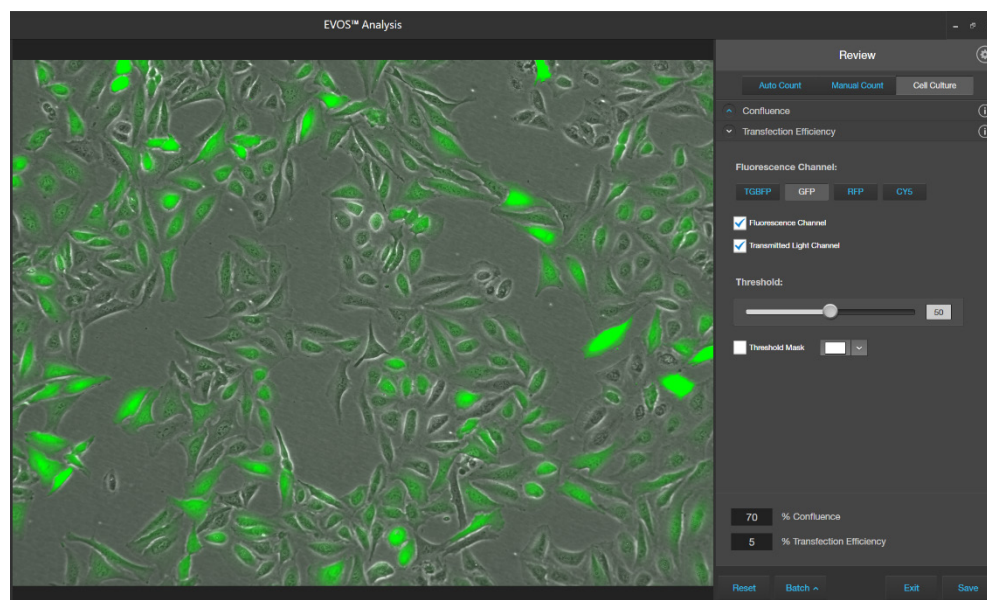 EVOS™ Analysis
Review
Auto Count Manual Count Cell Culture
Confluence
Transfection Efficiency
Fluorescence Channel:
TGBFP GFP RFP CY5
Fluorescence Channel
Transmitted Light Channel
Threshold:
50
Threshold Mask
70 % Confluence
5 % Transfection Efficiency
Reset Batch Exit Save